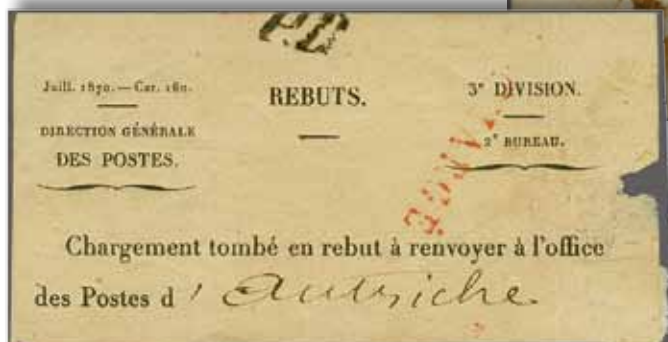 P.D
Juill. 1870. — Car. 180.
REBUTS.
3e DIVISION.
DIRECTION GÉNÉRALE
DES POSTES.
2e BUREAU.
Chargement tombé en rebut à renvoyer à l'office
des Postes d'Autriche